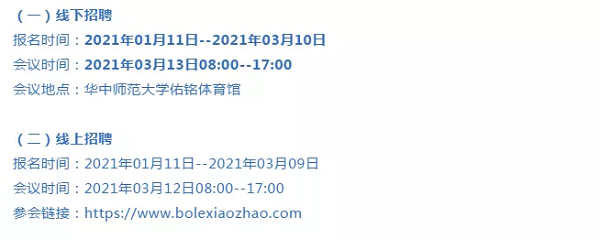 （一）线下招聘
报名时间：2021年01月11日--2021年03月10日
会议时间：2021年03月13日08:00--17:00
会议地点：华中师范大学佑铭体育馆
（二）线上招聘
报名时间：2021年01月11日--2021年03月09日
会议时间：2021年03月12日08:00--17:00
参会链接：https://www.bolexiaozhao.com